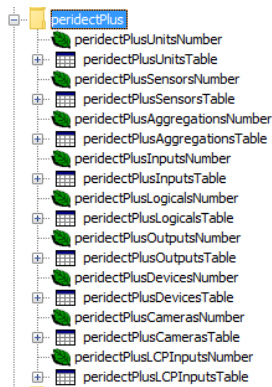 peridectPlus
peridectPlusUnitsNumber
peridectPlusUnitsTable
peridectPlusSensorsNumber
peridectPlusSensorsTable
peridectPlusAggregationsNumber
peridectPlusAggregationsTable
peridectPlusInputsNumber
peridectPlusInputsTable
peridectPlusLogicalsNumber
peridectPlusLogicalsTable
peridectPlusOutputsNumber
peridectPlusOutputsTable
peridectPlusDevicesNumber
peridectPlusDevicesTable
peridectPlusCamerasNumber
peridectPlusCamerasTable
peridectPlusLCPInputsNumber
peridectPlusLCPInputsTable